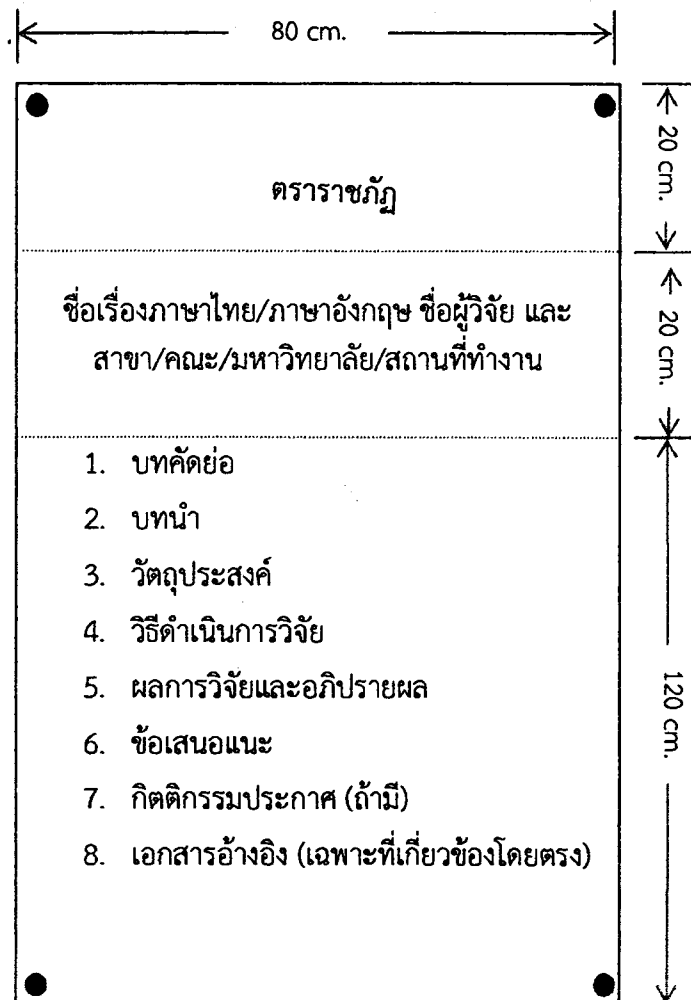 80 cm.
ตราราชภัฏ
20 cm.
ชื่อเรื่องภาษาไทย/ภาษาอังกฤษ ชื่อผู้วิจัย และ
สาขา/คณะ/มหาวิทยาลัย/สถานที่ทำงาน
20 cm.
1. บทคัดย่อ
2. บทนำ
3. วัตถุประสงค์
4. วิธีดำเนินการวิจัย
5. ผลการวิจัยและอภิปรายผล
6. ข้อเสนอแนะ
7. กิตติกรรมประกาศ (ถ้ามี)
8. เอกสารอ้างอิง (เฉพาะที่เกี่ยวข้องโดยตรง)
120 cm.